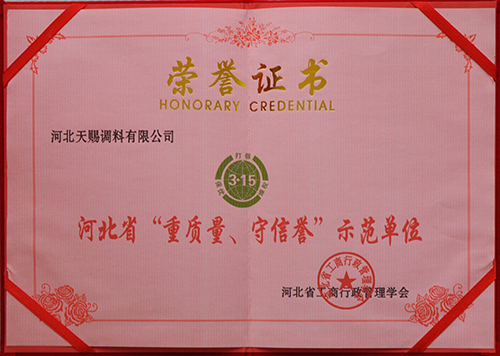 荣誉证书
HONORARY CREDENTIAL
河北天赐调料有限公司
打假
3·15
河北省“重质量、守信誉”示范单位
河北省工商行政管理学会